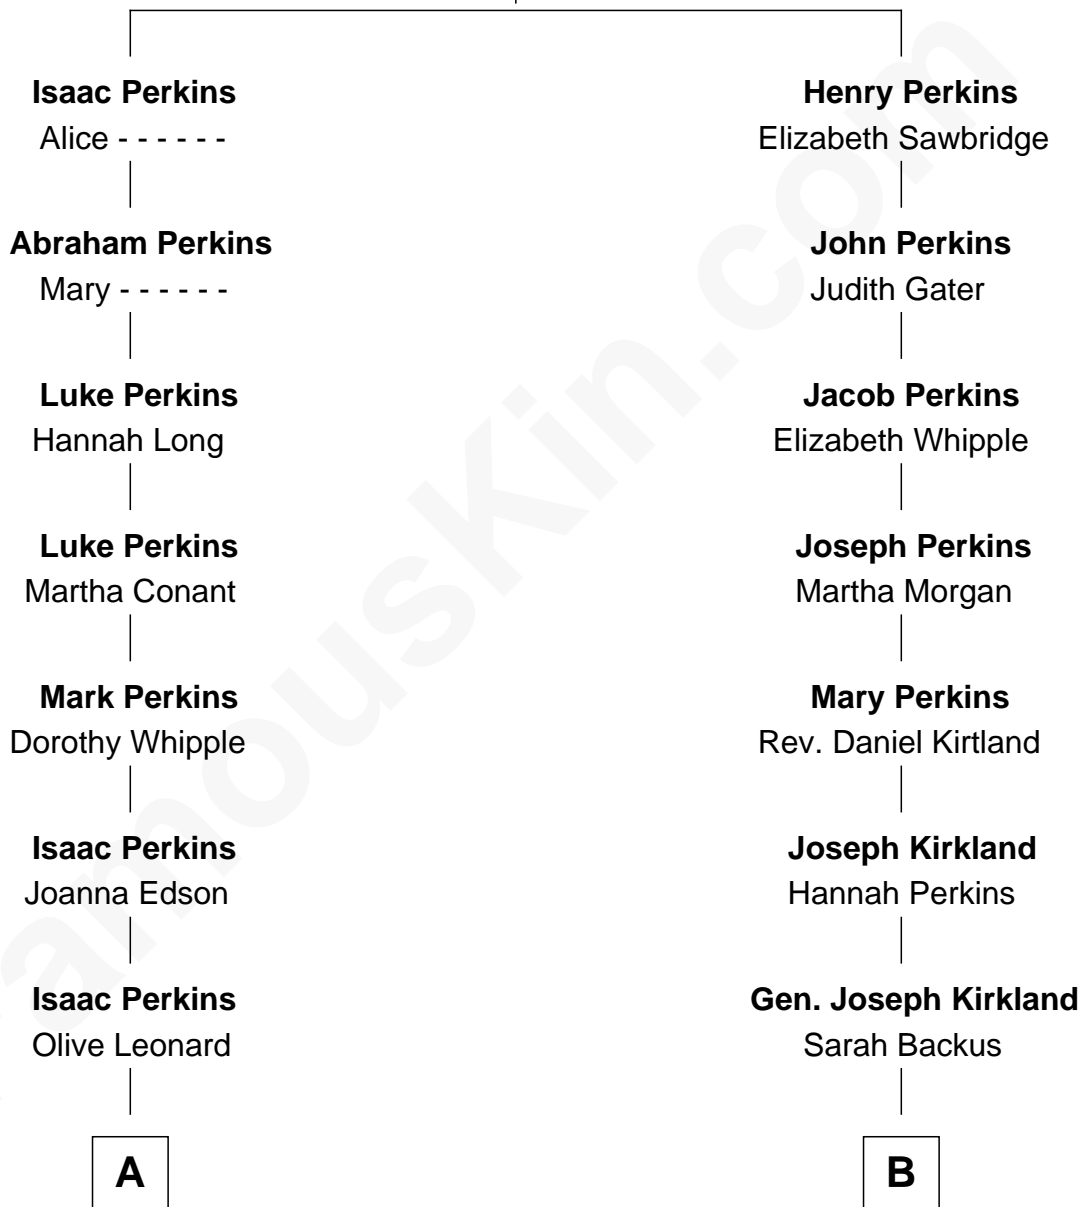 Isaac Perkins
Alice - - - - - -
Henry Perkins
Elizabeth Sawbridge
Abraham Perkins
Mary - - - - - -
John Perkins
Judith Gater
Luke Perkins
Hannah Long
Jacob Perkins
Elizabeth Whipple
Luke Perkins
Martha Conant
Joseph Perkins
Martha Morgan
Mark Perkins
Dorothy Whipple
Mary Perkins
Rev. Daniel Kirtland
Isaac Perkins
Joanna Edson
Joseph Kirkland
Hannah Perkins
Isaac Perkins
Olive Leonard
Gen. Joseph Kirkland
Sarah Backus
A
B
amousKin.com